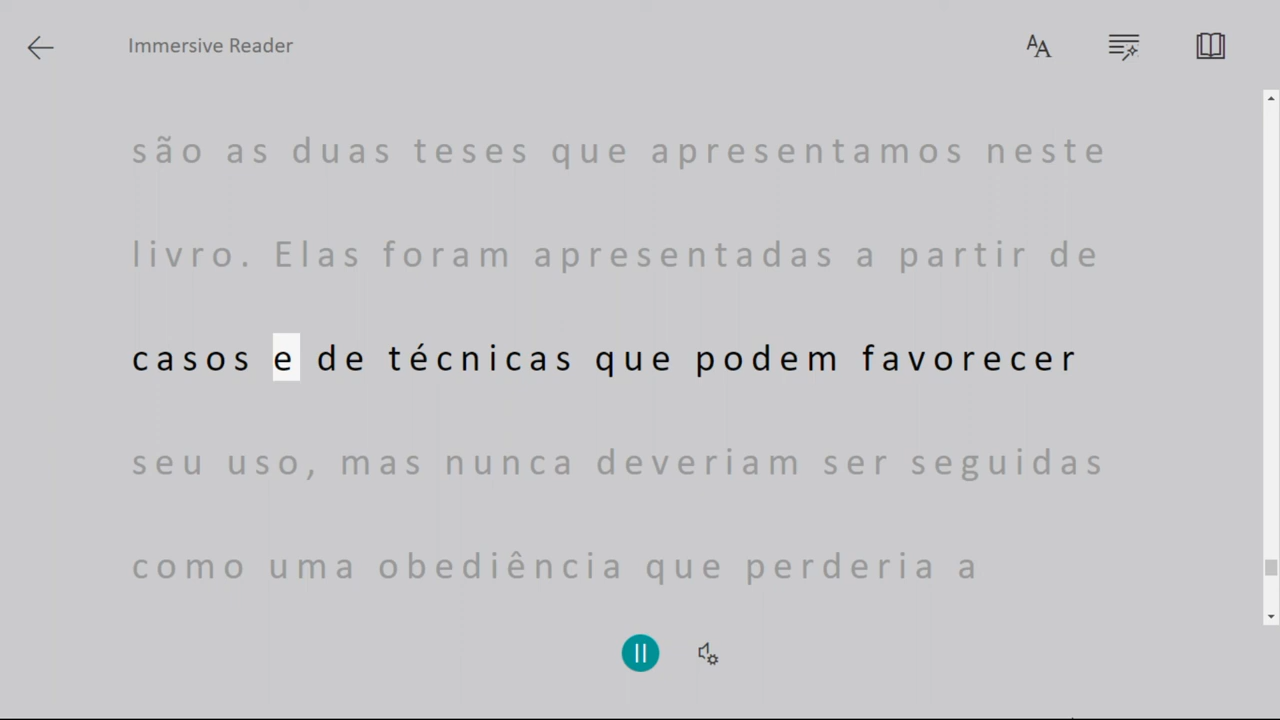 Immersive Reader
são as duas teses que apresentamos neste
livro. Elas foram apresentadas a partir de
casos e de técnicas que podem favorecer
seu uso, mas nunca deveriam ser seguidas
como uma obediência que perderia a